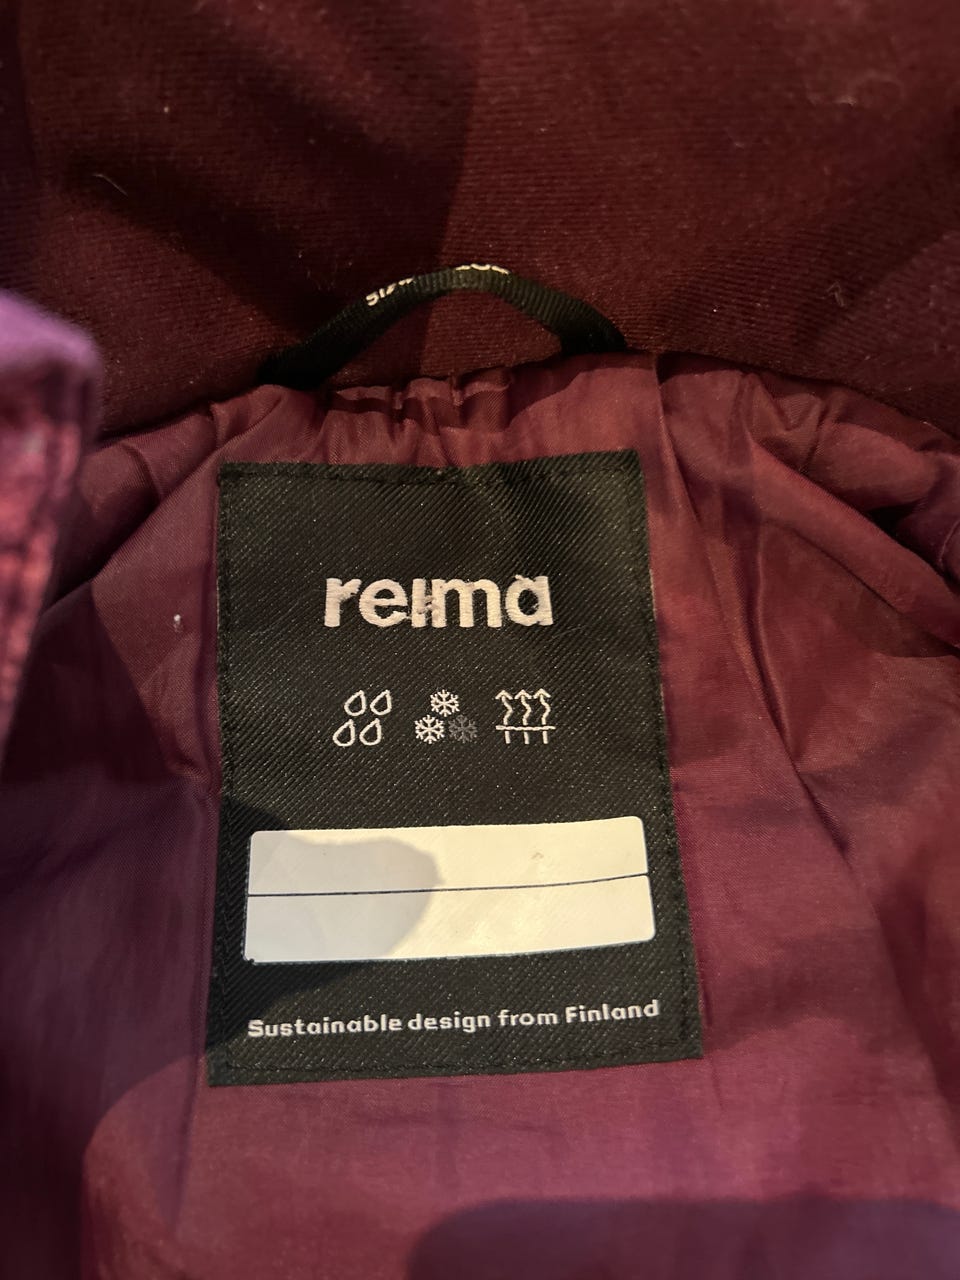 reima
Sustainable design from Finland